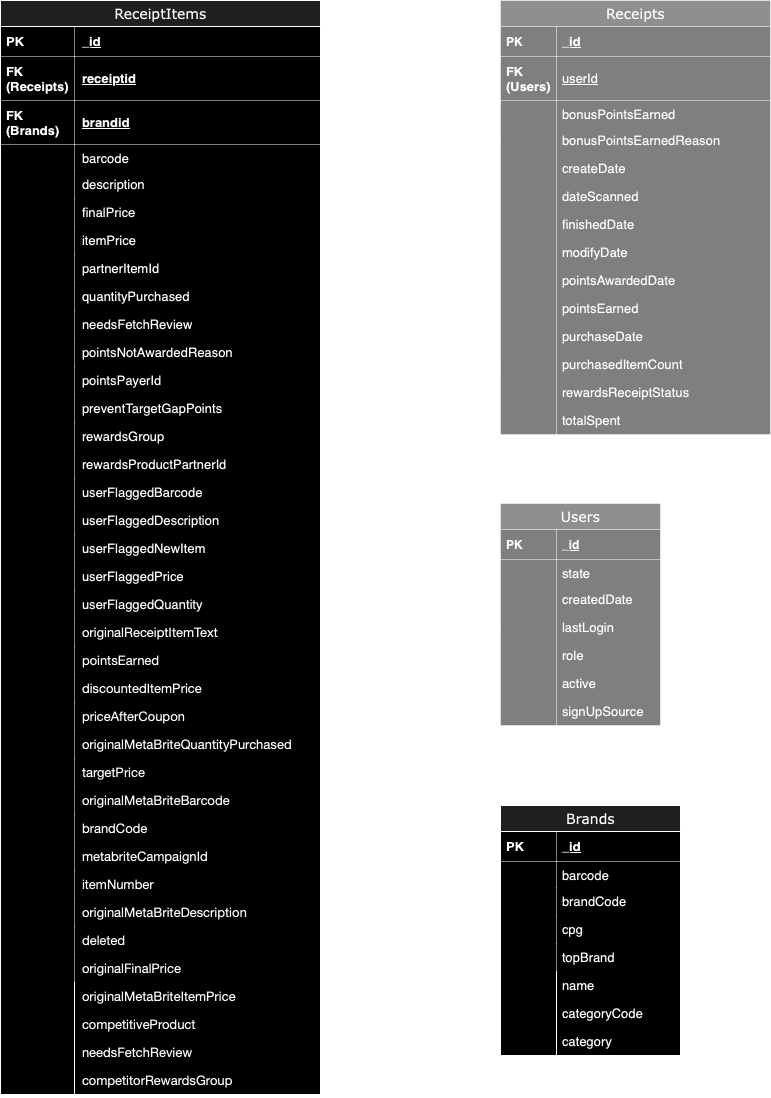 ReceiptItems
PK _id
FK (Receipts) receiptid
FK (Brands) brandid
barcode
description
finalPrice
itemPrice
partnerItemId
quantityPurchased
needsFetchReview
pointsNotAwardedReason
pointsPayerId
preventTargetGapPoints
rewardsGroup
rewardsProductPartnerId
userFlaggedBarcode
userFlaggedDescription
userFlaggedNewItem
userFlaggedPrice
userFlaggedQuantity
originalReceiptItemText
pointsEarned
discountedItemPrice
priceAfterCoupon
originalMetaBriteQuantityPurchased
targetPrice
originalMetaBriteBarcode
brandCode
metabriteCampaignId
itemNumber
originalMetaBriteDescription
deleted
originalFinalPrice
originalMetaBriteItemPrice
competitiveProduct
needsFetchReview
competitorRewardsGroup
Receipts
PK _id
FK (Users) userId
bonusPointsEarned
bonusPointsEarnedReason
createDate
dateScanned
finishedDate
modifyDate
pointsAwardedDate
pointsEarned
purchaseDate
purchasedItemCount
rewardsReceiptStatus
totalSpent
Users
PK _id
state
createdDate
lastLogin
role
active
signUpSource
Brands
PK _id
barcode
brandCode
cpg
topBrand
name
categoryCode
category